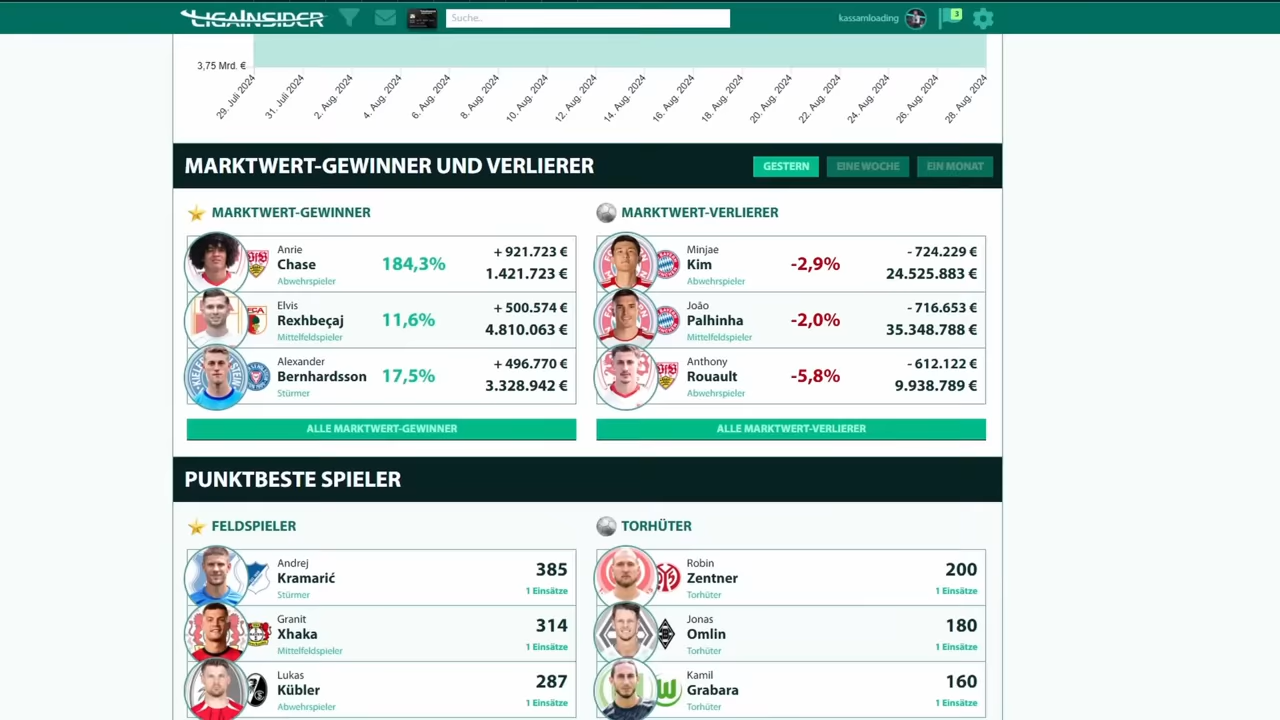 LIGAINSIDER
Suche..
kassamloading
3
3,75 Mrd. €
29. Juli 2024
31. Juli 2024
2. Aug. 2024
4. Aug. 2024
6. Aug. 2024
8. Aug. 2024
10. Aug. 2024
12. Aug. 2024
14. Aug. 2024
16. Aug. 2024
18. Aug. 2024
20. Aug. 2024
22. Aug. 2024
24. Aug. 2024
26. Aug. 2024
28. Aug. 2024
MARKTWERT-GEWINNER UND VERLIERER
GESTERN
EINE WOCHE
EIN MONAT
MARKTWERT-GEWINNER
Anrie
Chase
Abwehrspieler
184,3%
+ 921.723 €
1.421.723 €
Elvis
Rexhbeçaj
Mittelfeldspieler
11,6%
+ 500.574 €
4.810.063 €
Alexander
Bernhardsson
Stürmer
17,5%
+ 496.770 €
3.328.942 €
ALLE MARKTWERT-GEWINNER
MARKTWERT-VERLIERER
Minjae
Kim
Abwehrspieler
-2,9%
- 724.229 €
24.525.883 €
João
Palhinha
Mittelfeldspieler
-2,0%
- 716.653 €
35.348.788 €
Anthony
Rouault
Abwehrspieler
-5,8%
- 612.122 €
9.938.789 €
ALLE MARKTWERT-VERLIERER
PUNKTBESTE SPIELER
FELDSPIELER
Andrej
Kramarić
Stürmer
385
1 Einsätze
Granit
Xhaka
Mittelfeldspieler
314
1 Einsätze
Lukas
Kübler
Abwehrspieler
287
1 Einsätze
TORHÜTER
Robin
Zentner
Torhüter
200
1 Einsätze
Jonas
Omlin
Torhüter
180
1 Einsätze
Kamil
Grabara
Torhüter
160
1 Einsätze